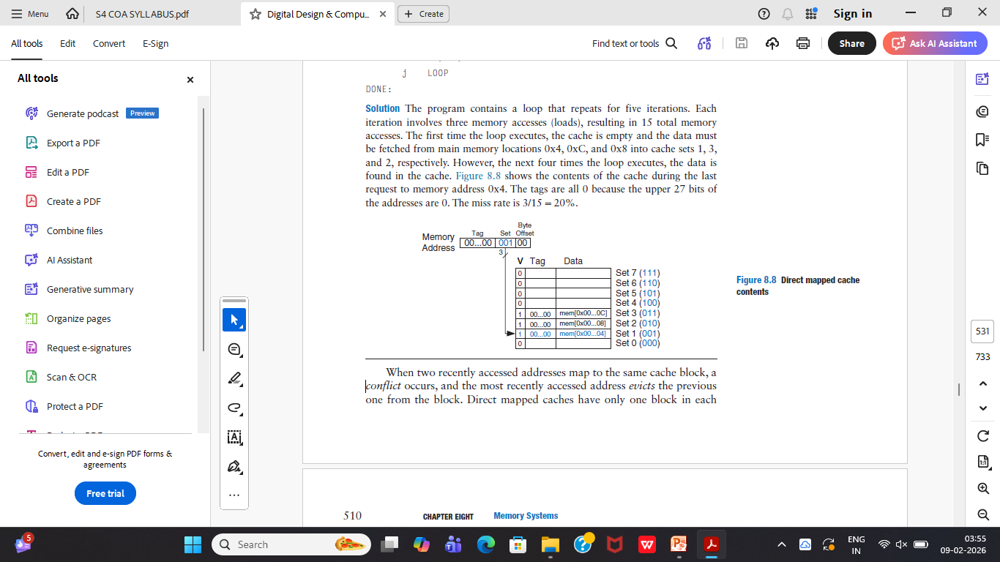 Menu
S4 COA SYLLABUS.pdf
Digital Design & Compu...
Create
Sign in
All tools
Edit
Convert
E-Sign
Find text or tools
Share
Ask AI Assistant
All tools
Generate podcast
Preview
Export a PDF
Edit a PDF
Create a PDF
Combine files
AI Assistant
Generative summary
Organize pages
Request e-signatures
Scan & OCR
Protect a PDF
Convert, edit and e-sign PDF forms &
agreements
Free trial
j LOOP
DONE:
Solution The program contains a loop that repeats for five iterations. Each
iteration involves three memory accesses (loads), resulting in 15 total memory
accesses. The first time the loop executes, the cache is empty and the data must
be fetched from main memory locations 0x4, 0xC, and 0x8 into cache sets 1, 3,
and 2, respectively. However, the next four times the loop executes, the data is
found in the cache. Figure 8.8 shows the contents of the cache during the last
request to memory address 0x4. The tags are all 0 because the upper 27 bits of
the addresses are 0. The miss rate is 3/15 = 20%.
Byte
Tag Set Offset
Memory
Address
00...00 001 00
3
V Tag Data
0 Set 7 (111)
0 Set 6 (110)
0 Set 5 (101)
0 Set 4 (100)
1 00...00 mem[0x00...0C] Set 3 (011)
1 00...00 mem[0x00...08] Set 2 (010)
1 00...00 mem[0x00...04] Set 1 (001)
0 Set 0 (000)
Figure 8.8 Direct mapped cache
contents
When two recently accessed addresses map to the same cache block, a
conflict occurs, and the most recently accessed address evicts the previous
one from the block. Direct mapped caches have only one block in each
510 CHAPTER EIGHT Memory Systems
531
733
1:1
5
Search
ENG
IN
03:55
09-02-2026